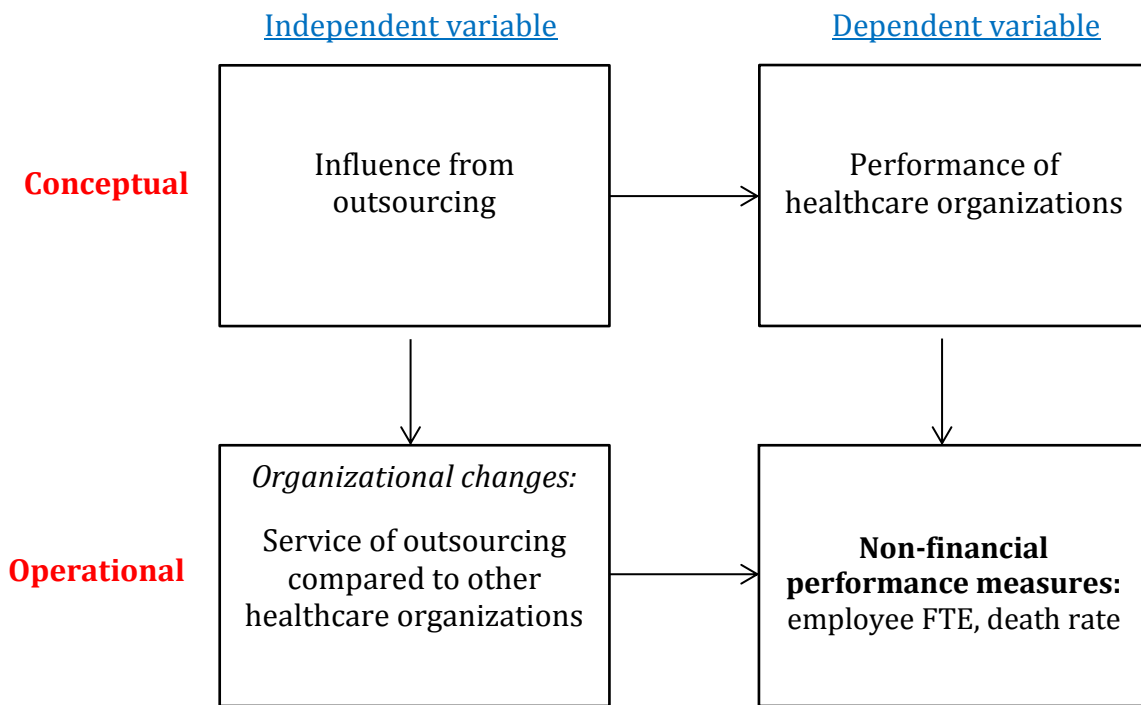 Independent variable
Dependent variable
Conceptual
Influence from
outsourcing
Performance of
healthcare organizations
Operational
Organizational changes:
Service of outsourcing
compared to other
healthcare organizations
Non-financial
performance measures:
employee FTE, death rate